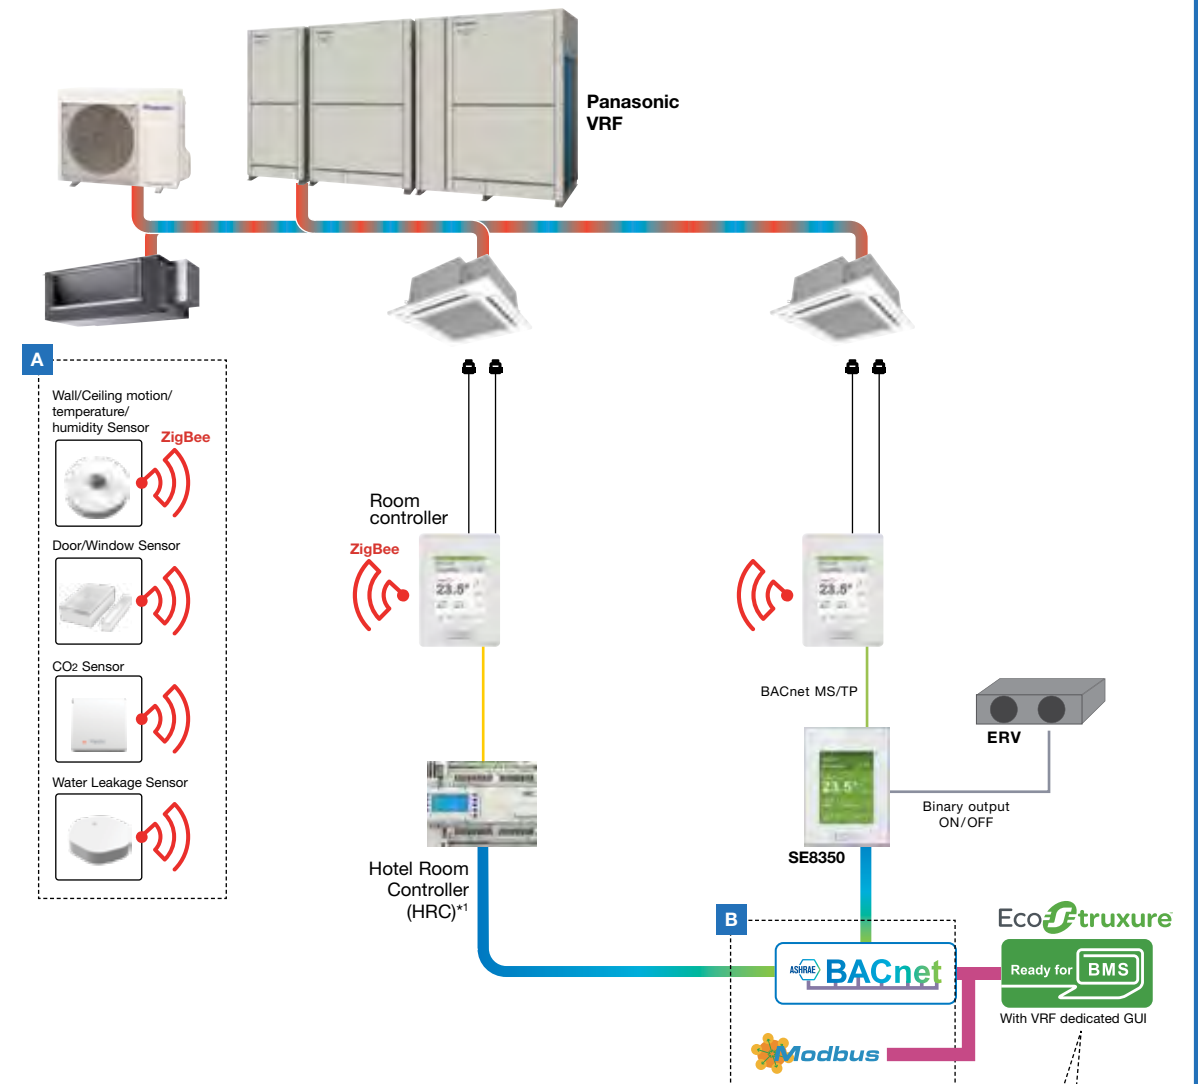 Panasonic
VRF
A
Wall/Ceiling motion/
temperature/
humidity Sensor
ZigBee
Door/Window Sensor
CO2 Sensor
Water Leakage Sensor
Room
controller
ZigBee
23.5°
23.5°
BACnet MS/TP
ERV
23.5°
Binary output
ON/OFF
SE8350
Hotel Room
Controller
(HRC)*1
B
EcoStruxure
ASHRAE BACnet
Ready for BMS
With VRF dedicated GUI
Modbus